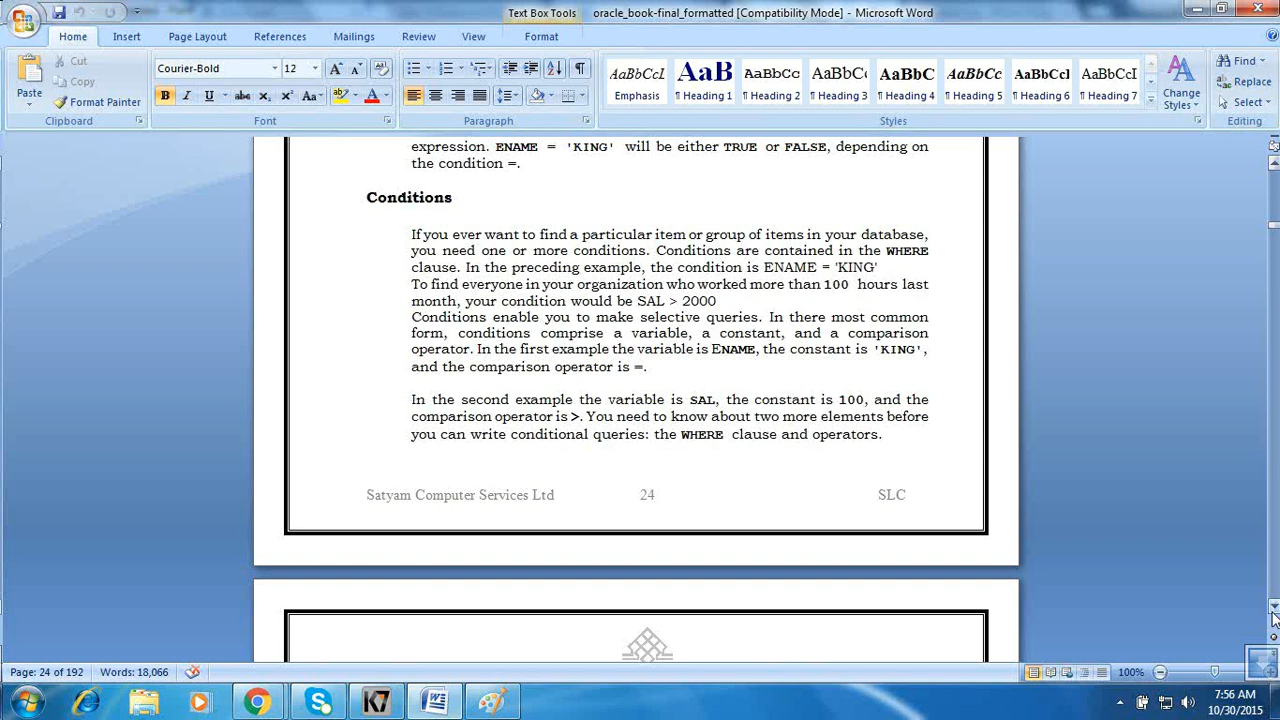 Text Box Tools oracle_book-final_formatted [Compatibility Mode] - Microsoft Word
Home Insert Page Layout References Mailings Review View Format
Paste
Cut
Copy
Format Painter
Clipboard
Courier-Bold 12
Font
Paragraph
AaBbCcI AaB AaBbCc AaBbCcI AaBbC AaBbCc AaBbCcl AaBbCcI
Emphasis ¶ Heading 1 ¶ Heading 2 ¶ Heading 3 ¶ Heading 4 ¶ Heading 5 ¶ Heading 6 ¶ Heading 7
Change Styles
Styles
Find
Replace
Select
Editing
expression. ENAME = 'KING' will be either TRUE or FALSE, depending on
the condition =.
Conditions
If you ever want to find a particular item or group of items in your database,
you need one or more conditions. Conditions are contained in the WHERE
clause. In the preceding example, the condition is ENAME = 'KING'
To find everyone in your organization who worked more than 100 hours last
month, your condition would be SAL > 2000
Conditions enable you to make selective queries. In there most common
form, conditions comprise a variable, a constant, and a comparison
operator. In the first example the variable is ENAME, the constant is 'KING',
and the comparison operator is =.
In the second example the variable is SAL, the constant is 100, and the
comparison operator is >. You need to know about two more elements before
you can write conditional queries: the WHERE clause and operators.
Satyam Computer Services Ltd 24 SLC
Page: 24 of 192 Words: 18,066 100%
K7
7:56 AM
10/30/2015